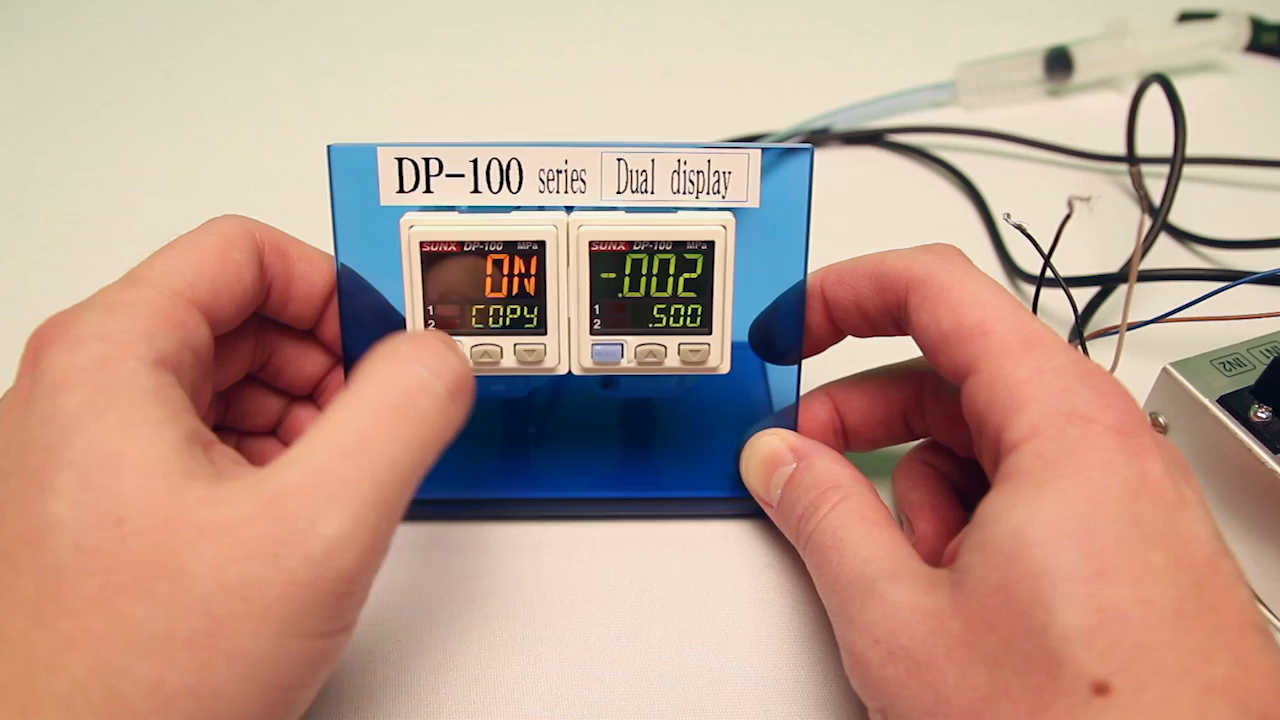 DP-100 series Dual display
SUNX DP-100 MPa
ON
1
2 COPY
SUNX DP-100 MPa
-.002
1
2 .500
IN2